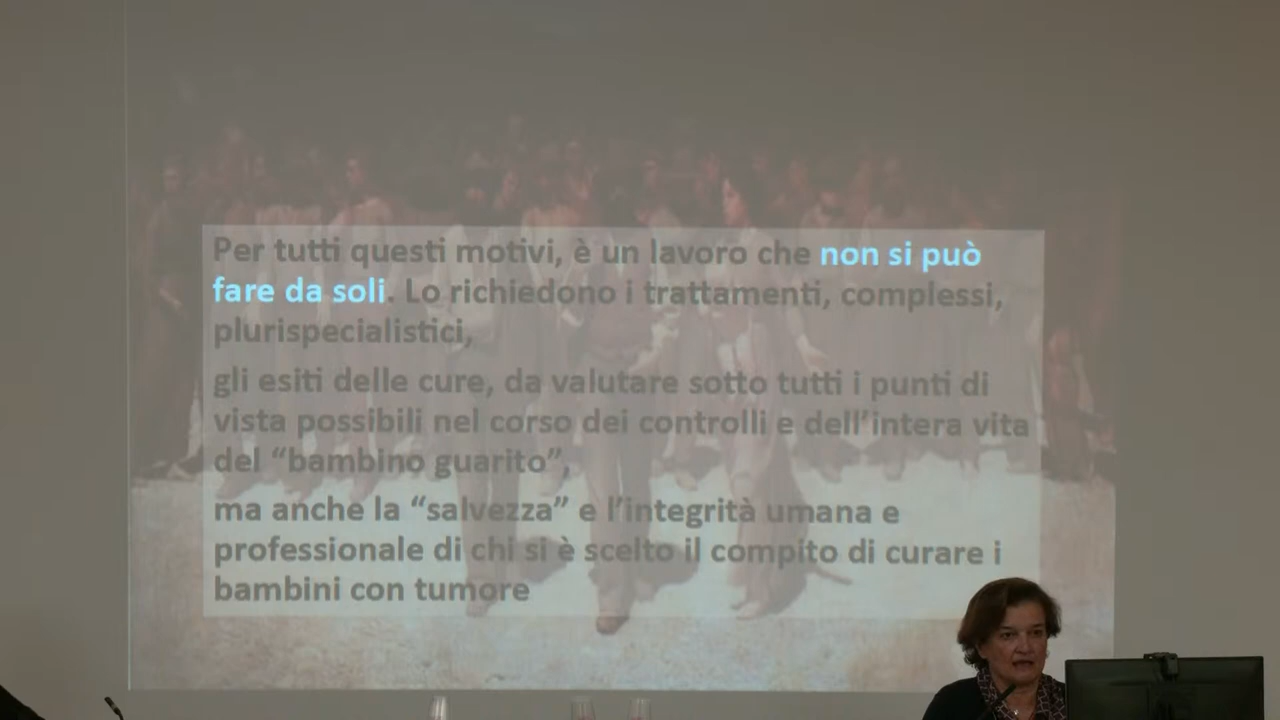 Per tutti questi motivi, è un lavoro che non si può
fare da soli. Lo richiedono i trattamenti, complessi,
plurispecialistici,
gli esiti delle cure, da valutare sotto tutti i punti di
vista possibili nel corso dei controlli e dell'intera vita
del “bambino guarito”,
ma anche la “salvezza” e l'integrità umana e
professionale di chi si è scelto il compito di curare i
bambini con tumore